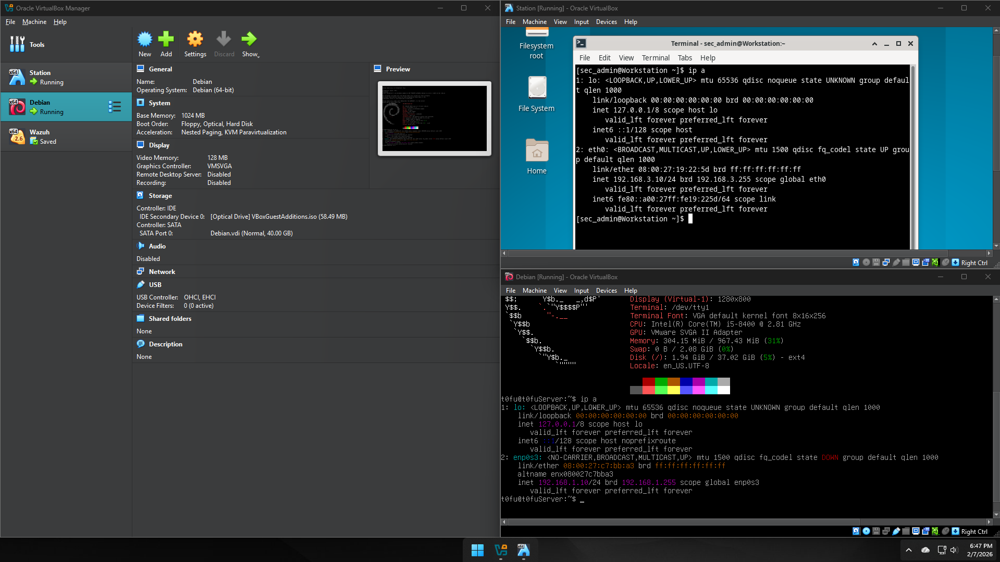 Oracle VirtualBox Manager
File Machine Help
Tools
Station
Running
Debian
Running
Wazuh
Saved
New Add Settings Discard Show
General
Name: Debian
Operating System: Debian (64-bit)
System
Base Memory: 1024 MB
Boot Order: Floppy, Optical, Hard Disk
Acceleration: Nested Paging, KVM Paravirtualization
Display
Video Memory: 128 MB
Graphics Controller: VMSVGA
Remote Desktop Server: Disabled
Recording: Disabled
Storage
Controller: IDE
IDE Secondary Device 0: [Optical Drive] VBoxGuestAdditions.iso (58.49 MB)
Controller: SATA
SATA Port 0: Debian.vdi (Normal, 40.00 GB)
Audio
Disabled
Network
USB
USB Controller: OHCI, EHCI
Device Filters: 0 (0 active)
Shared folders
None
Description
None
Preview
Station [Running] - Oracle VirtualBox
File Machine View Input Devices Help
Filesystem
root
File System
Home
Terminal - sec_admin@Workstation:~
File Edit View Terminal Tabs Help
[sec_admin@Workstation ~]$ ip a
1: lo: <LOOPBACK,UP,LOWER_UP> mtu 65536 qdisc noqueue state UNKNOWN group defaul
t qlen 1000
link/loopback 00:00:00:00:00:00 brd 00:00:00:00:00:00
inet 127.0.0.1/8 scope host lo
valid_lft forever preferred_lft forever
inet6 ::1/128 scope host
valid_lft forever preferred_lft forever
2: eth0: <BROADCAST,MULTICAST,UP,LOWER_UP> mtu 1500 qdisc fq_codel state UP grou
p default qlen 1000
link/ether 08:00:27:19:22:5d brd ff:ff:ff:ff:ff:ff
inet 192.168.3.10/24 brd 192.168.3.255 scope global eth0
valid_lft forever preferred_lft forever
inet6 fe80::a00:27ff:fe19:225d/64 scope link
valid_lft forever preferred_lft forever
[sec_admin@Workstation ~]$
Right Ctrl
Debian [Running] - Oracle VirtualBox
File Machine View Input Devices Help
Display (Virtual-1): 1280x800
Terminal: /dev/tty1
Terminal Font: VGA default kernel font 8x16x256
CPU: Intel(R) Core(TM) i5-8400 @ 2.81 GHz
GPU: VMware SVGA II Adapter
Memory: 304.15 MiB / 967.43 MiB (31%)
Swap: 0 B / 2.08 GiB (0%)
Disk (/): 1.94 GiB / 37.02 GiB (5%) - ext4
Locale: en_US.UTF-8
t0fu@t0fuServer:~$ ip a
1: lo: <LOOPBACK,UP,LOWER_UP> mtu 65536 qdisc noqueue state UNKNOWN group default qlen 1000
link/loopback 00:00:00:00:00:00 brd 00:00:00:00:00:00
inet 127.0.0.1/8 scope host lo
valid_lft forever preferred_lft forever
inet6 ::1/128 scope host noprefixroute
valid_lft forever preferred_lft forever
2: enp0s3: <NO-CARRIER,BROADCAST,MULTICAST,UP> mtu 1500 qdisc fq_codel state DOWN group default qlen 1000
link/ether 08:00:27:c7:bb:a3 brd ff:ff:ff:ff:ff:ff
altname enx080027c7bba3
inet 192.168.1.10/24 brd 192.168.1.255 scope global enp0s3
valid_lft forever preferred_lft forever
t0fu@t0fuServer:~$ _
Right Ctrl
6:47 PM
2/7/2026